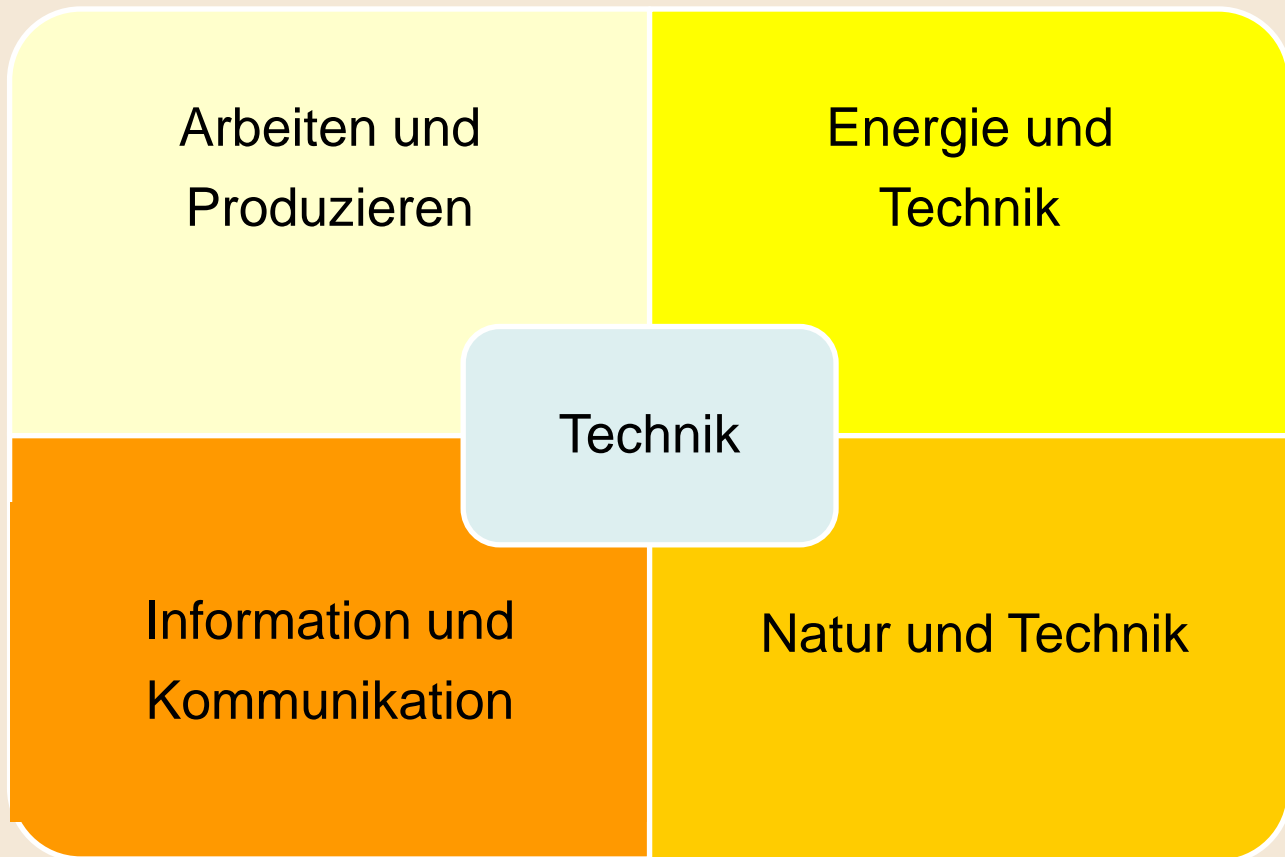 Arbeiten und
Produzieren
Energie und
Technik
Technik
Information und
Kommunikation
Natur und Technik